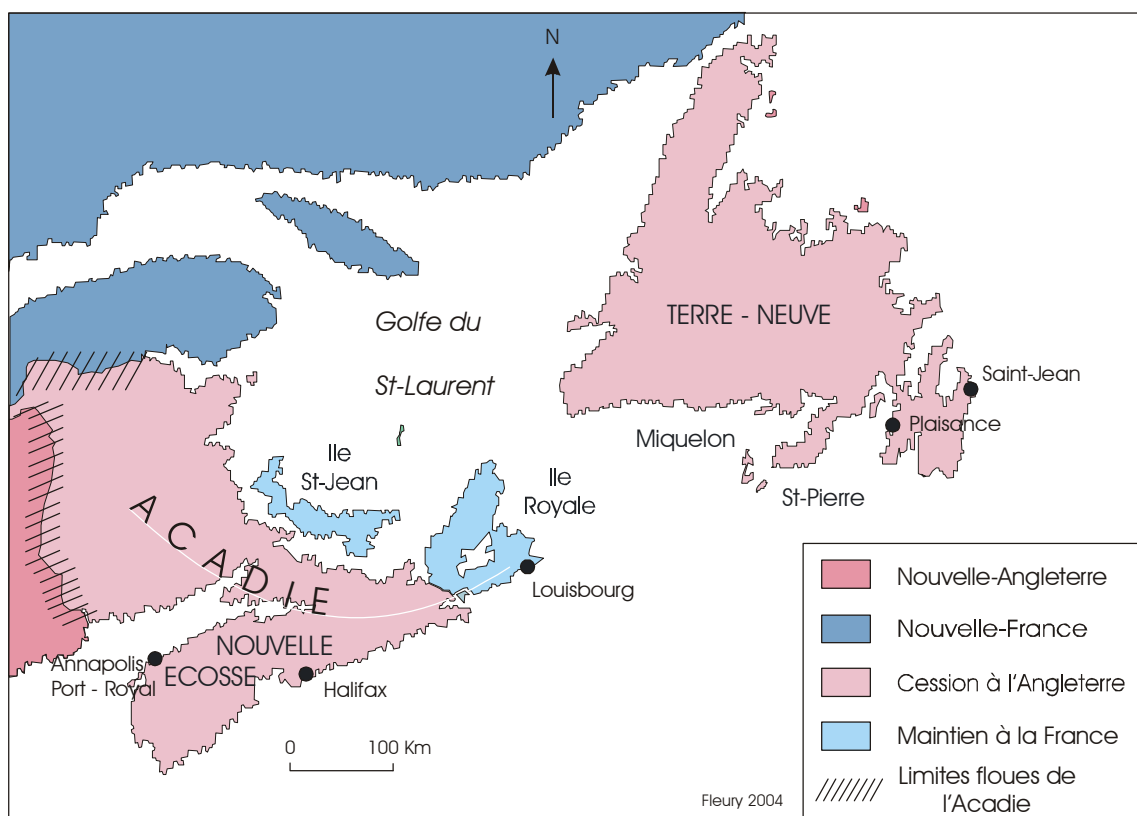 N
Golfe du
St-Laurent
TERRE - NEUVE
Saint-Jean
Plaisance
Miquelon
St-Pierre
Ile
St-Jean
Ile
Royale
Louisbourg
ACADIE
NOUVELLE
ECOSSE
Annapolis
Port - Royal
Halifax
0 100 Km
Nouvelle-Angleterre
Nouvelle-France
Cession à l'Angleterre
Maintien à la France
Limites floues de
l'Acadie
Fleury 2004